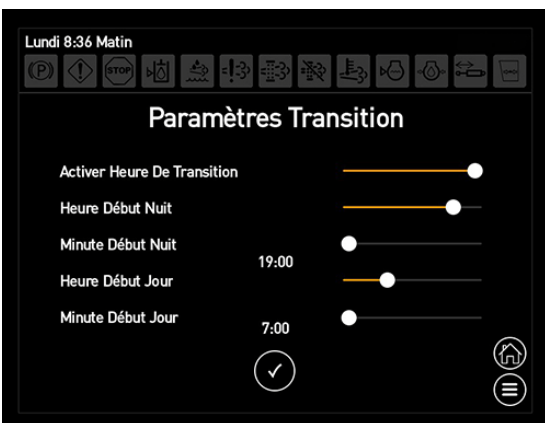 Lundi 8:36 Matin
(P)
STOP
Paramètres Transition
Activer Heure De Transition
Heure Début Nuit
Minute Début Nuit
19:00
Heure Début Jour
Minute Début Jour
7:00